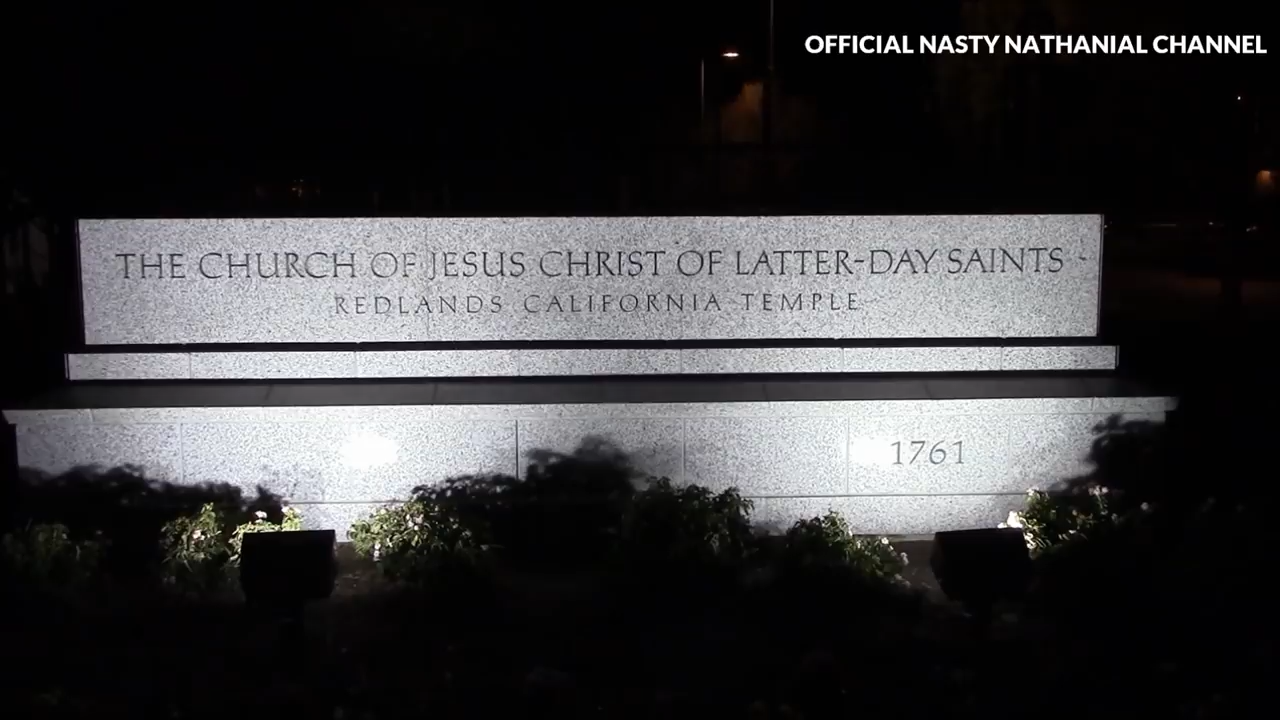 OFFICIAL NASTY NATHANIAL CHANNEL
THE CHURCH OF JESUS CHRIST OF LATTER-DAY SAINTS
REDLANDS CALIFORNIA TEMPLE
1761